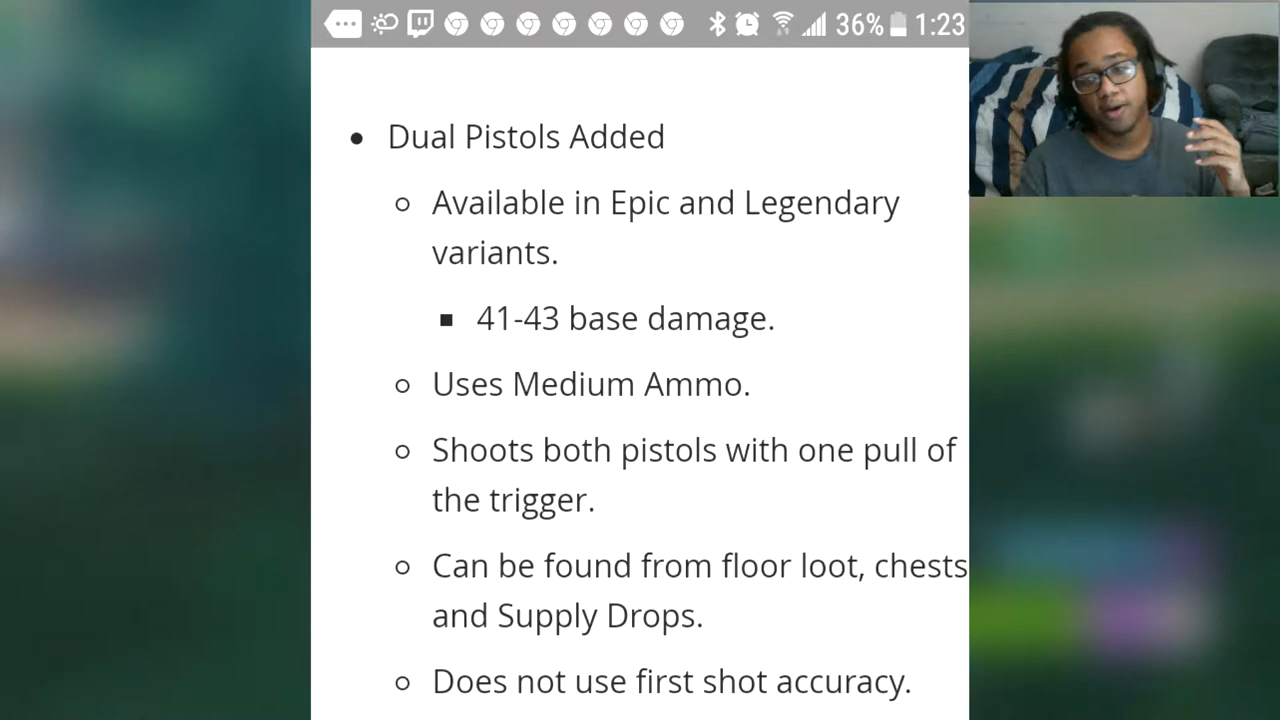 36% 1:23
Dual Pistols Added
Available in Epic and Legendary
variants.
41-43 base damage.
Uses Medium Ammo.
Shoots both pistols with one pull of
the trigger.
Can be found from floor loot, chests
and Supply Drops.
Does not use first shot accuracy.